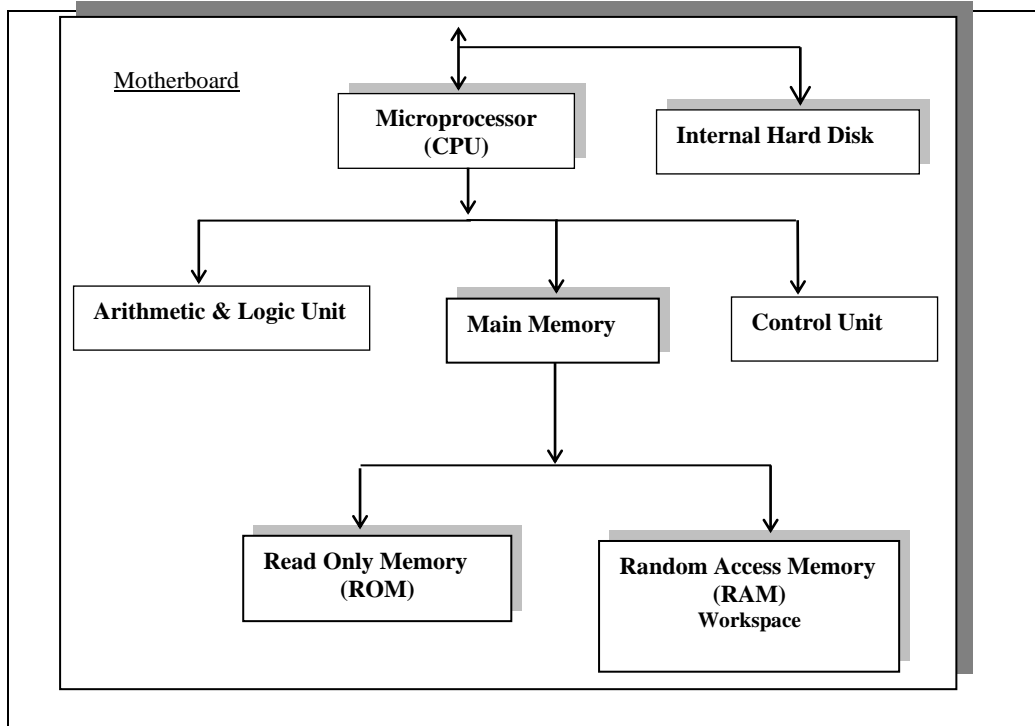 Motherboard
Microprocessor
(CPU)
Internal Hard Disk
Arithmetic & Logic Unit
Main Memory
Control Unit
Read Only Memory
(ROM)
Random Access Memory
(RAM)
Workspace